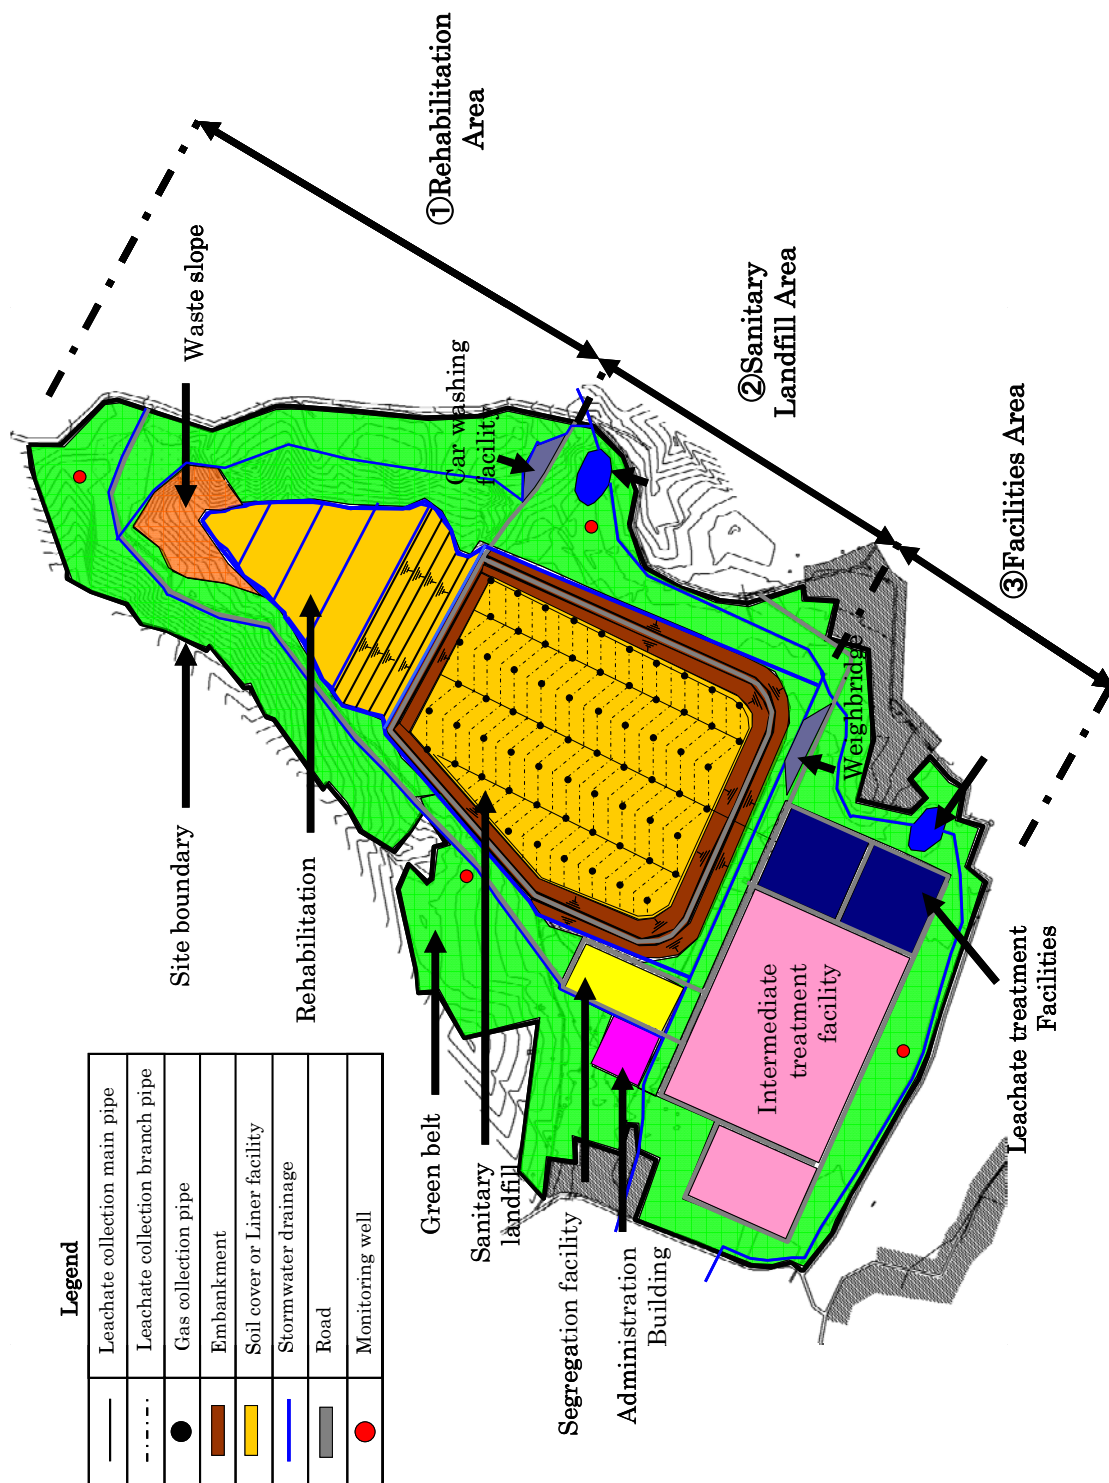 ①Rehabilitation
Area
Waste slope
②Sanitary
Landfill Area
Car washing
facility
③Facilities Area
Weighbridge
Site boundary
Rehabilitation
Green belt
Sanitary
landfill
Segregation facility
Administration
Building
Intermediate
treatment
facility
Leachate treatment
Facilities
Legend
Leachate collection main pipe
Leachate collection branch pipe
Gas collection pipe
Embankment
Soil cover or Liner facility
Stormwater drainage
Road
Monitoring well